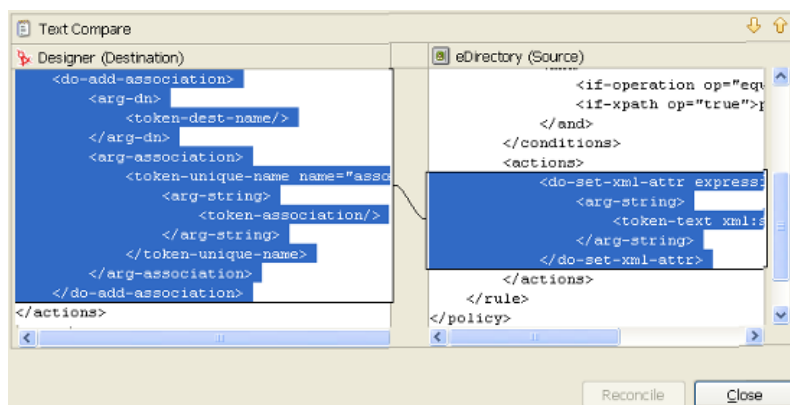 Text Compare
Designer (Destination)
<do-add-association>
<arg-dn>
<token-dest-name/>
</arg-dn>
<arg-association>
<token-unique-name name="asso
<arg-string>
<token-association/>
</arg-string>
</token-unique-name>
</arg-association>
</do-add-association>
</actions>
eDirectory (Source)
<if-operation op="equ
<if-xpath op="true">p
</and>
</conditions>
<actions>
<do-set-xml-attr expressi
<arg-string>
<token-text xml:s
</arg-string>
</do-set-xml-attr>
</actions>
</rule>
</policy>
Reconcile
Close